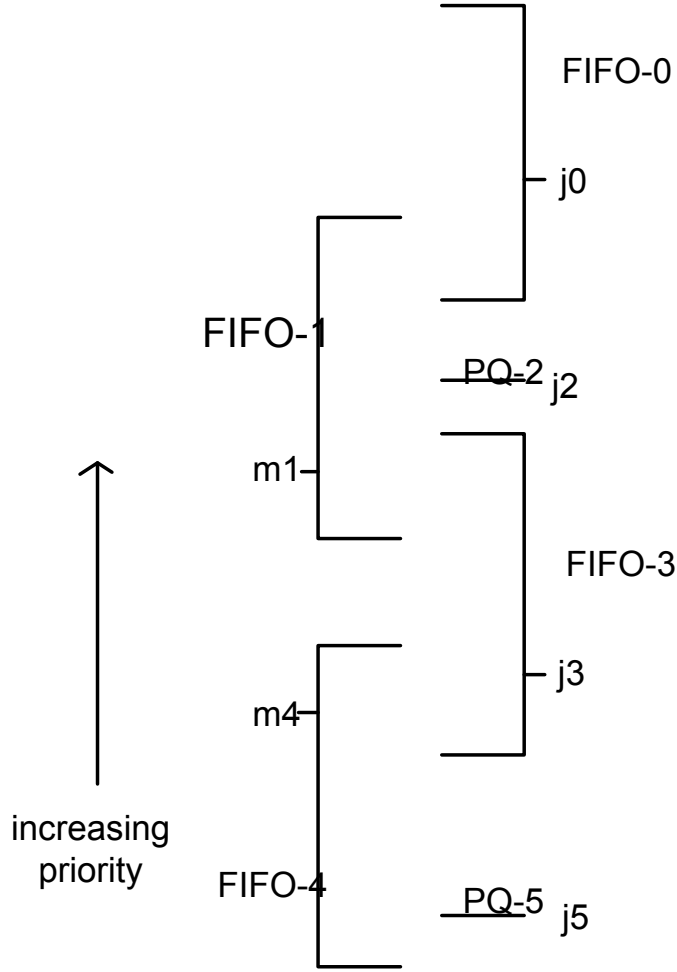 FIFO-0
j0
FIFO-1
PQ-2
j2
m1
FIFO-3
j3
m4
increasing
priority
FIFO-4
PQ-5
j5